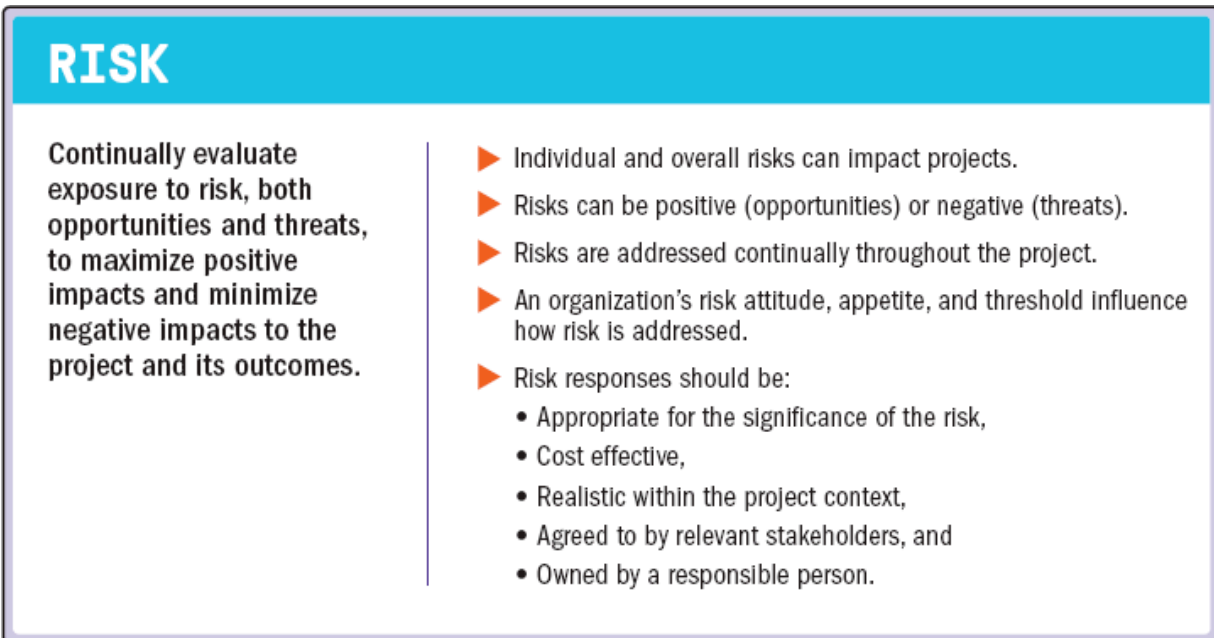 RISK
Continually evaluate
exposure to risk, both
opportunities and threats,
to maximize positive
impacts and minimize
negative impacts to the
project and its outcomes.
Individual and overall risks can impact projects.
Risks can be positive (opportunities) or negative (threats).
Risks are addressed continually throughout the project.
An organization’s risk attitude, appetite, and threshold influence
how risk is addressed.
Risk responses should be:
• Appropriate for the significance of the risk,
• Cost effective,
• Realistic within the project context,
• Agreed to by relevant stakeholders, and
• Owned by a responsible person.